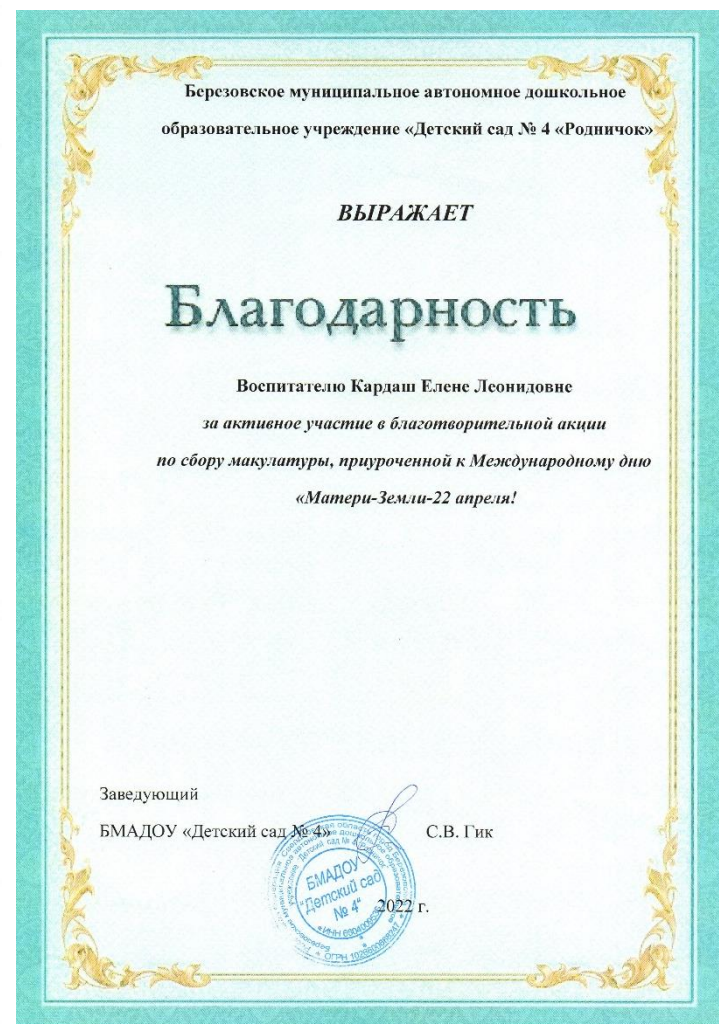 Березовское муниципальное автономное дошкольное
образовательное учреждение «Детский сад № 4 «Родничок»
ВЫРАЖАЕТ
Благодарность
Воспитателю Кардаш Елене Леонидовне
за активное участие в благотворительной акции
по сбору макулатуры, приуроченной к Международному дню
«Матери-Земли-22 апреля!
Заведующий
БМАДОУ «Детский сад № 4»
С.В. Гик
БМАДОУ
"Детский сад
№ 4"
2022 г.